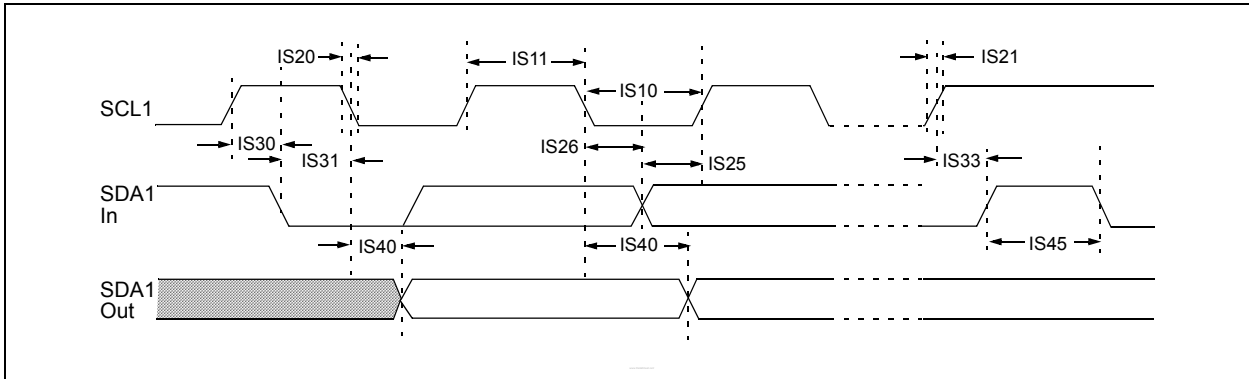 IS20
IS11
IS21
SCL1
IS10
IS30
IS31
IS26
IS25
IS33
SDA1
In
IS40
IS40
IS45
SDA1
Out